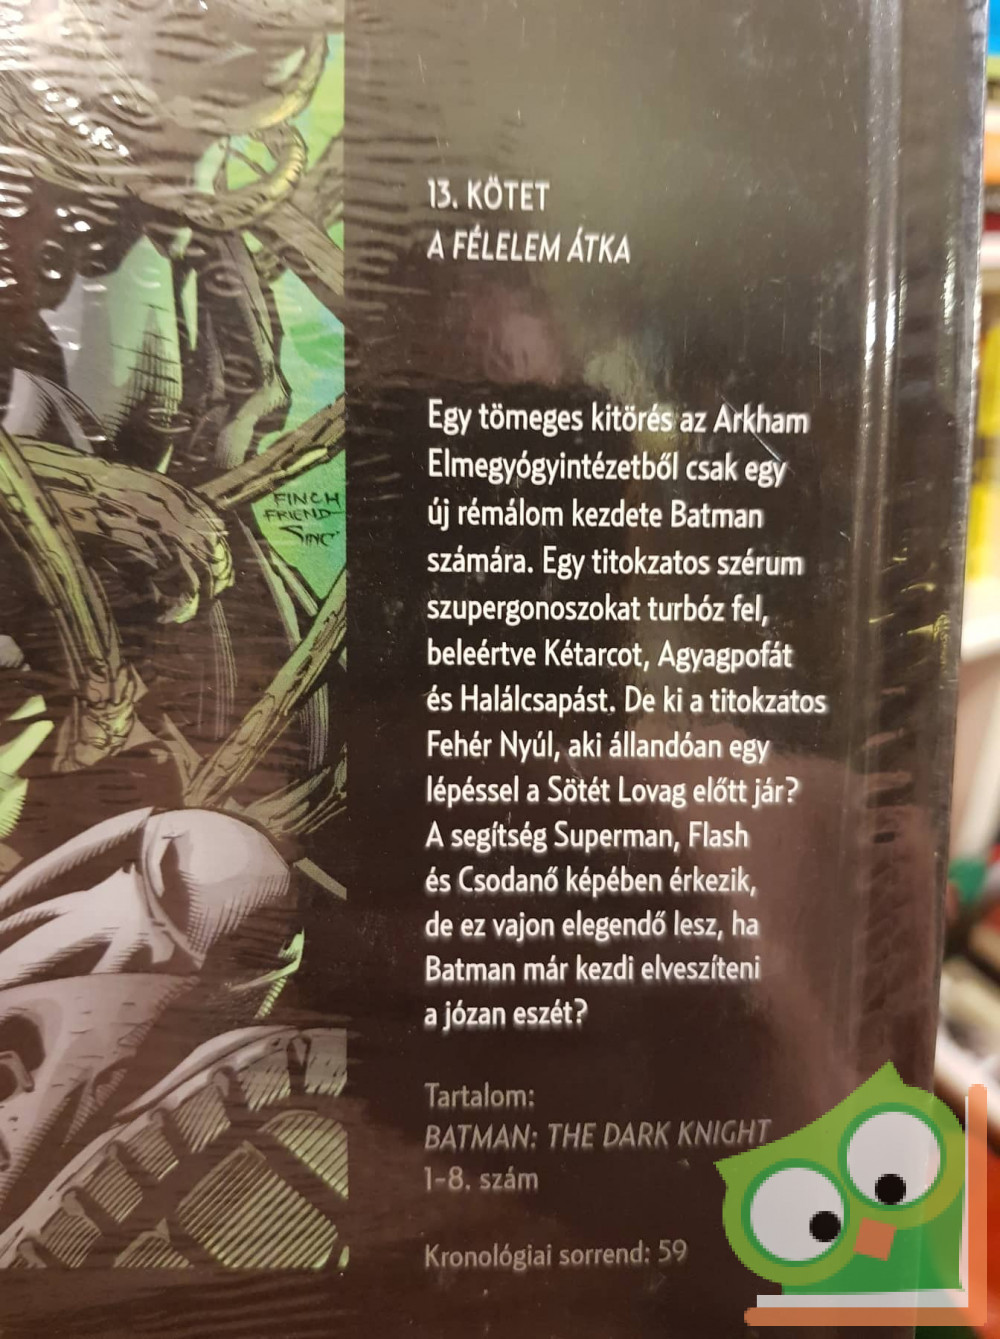 13. KÖTET
A FÉLELEM ÁTKA
Egy tömeges kitörés az Arkham
Elmegyógyintézetből csak egy
új rémálom kezdete Batman
számára. Egy titokzatos szérum
szupergonoszokat turbóz fel,
beleértve Kétarcot, Agyagpofát
és Halálcsapást. De ki a titokzatos
Fehér Nyúl, aki állandóan egy
lépéssel a Sötét Lovag előtt jár?
A segítség Superman, Flash
és Csodanő képében érkezik,
de ez vajon elegendő lesz, ha
Batman már kezdi elveszíteni
a józan eszét?
Tartalom:
BATMAN: THE DARK KNIGHT
1-8. szám
Kronológiai sorrend: 59
FINCH
FRIEND
SINC